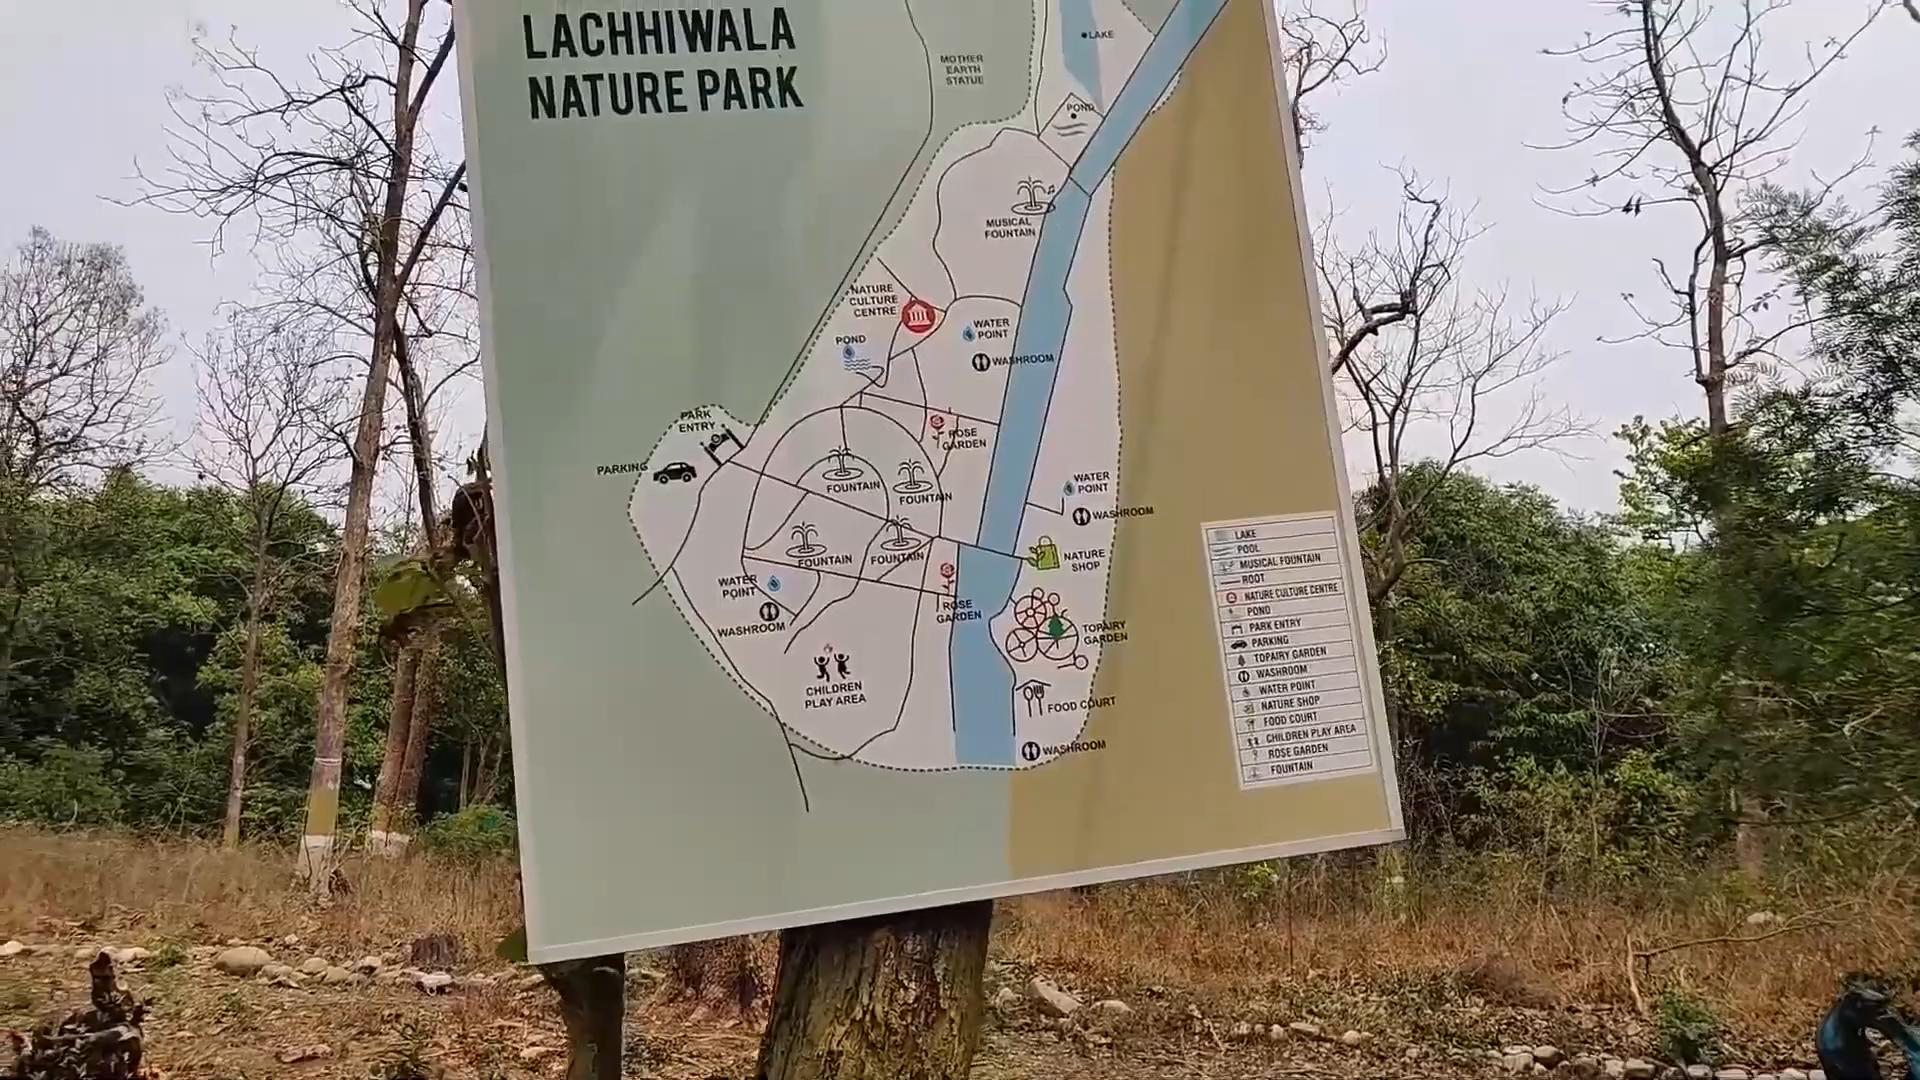 LACHHIWALA
NATURE PARK
MOTHER
EARTH
STATUE
LAKE
POND
MUSICAL
FOUNTAIN
NATURE
CULTURE
CENTRE
WATER
POINT
POND
WASHROOM
PARK
ENTRY
PARKING
ROSE
GARDEN
FOUNTAIN
FOUNTAIN
WATER
POINT
WASHROOM
FOUNTAIN
FOUNTAIN
NATURE
SHOP
WATER
POINT
WASHROOM
ROSE
GARDEN
TOPAIRY
GARDEN
CHILDREN
PLAY AREA
FOOD COURT
WASHROOM
LAKE
POOL
MUSICAL FOUNTAIN
ROOT
NATURE CULTURE CENTRE
POND
PARK ENTRY
PARKING
TOPAIRY GARDEN
WASHROOM
WATER POINT
NATURE SHOP
FOOD COURT
CHILDREN PLAY AREA
ROSE GARDEN
FOUNTAIN